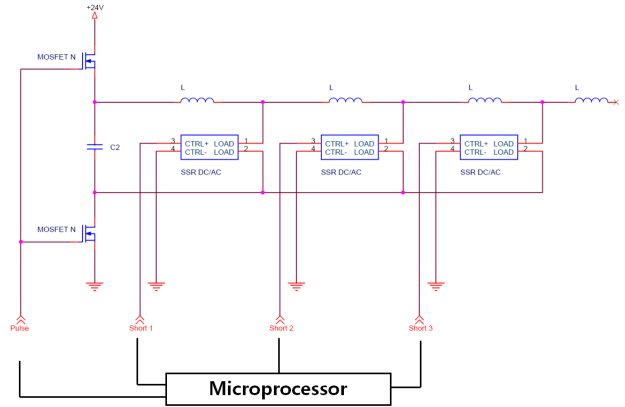 +24V
MOSFET N
L
L
L
L
C2
3 CTRL+ LOAD 1
4 CTRL- LOAD 2
SSR DC/AC
3 CTRL+ LOAD 1
4 CTRL- LOAD 2
SSR DC/AC
3 CTRL+ LOAD 1
4 CTRL- LOAD 2
SSR DC/AC
MOSFET N
Pulse
Short 1
Short 2
Short 3
Microprocessor